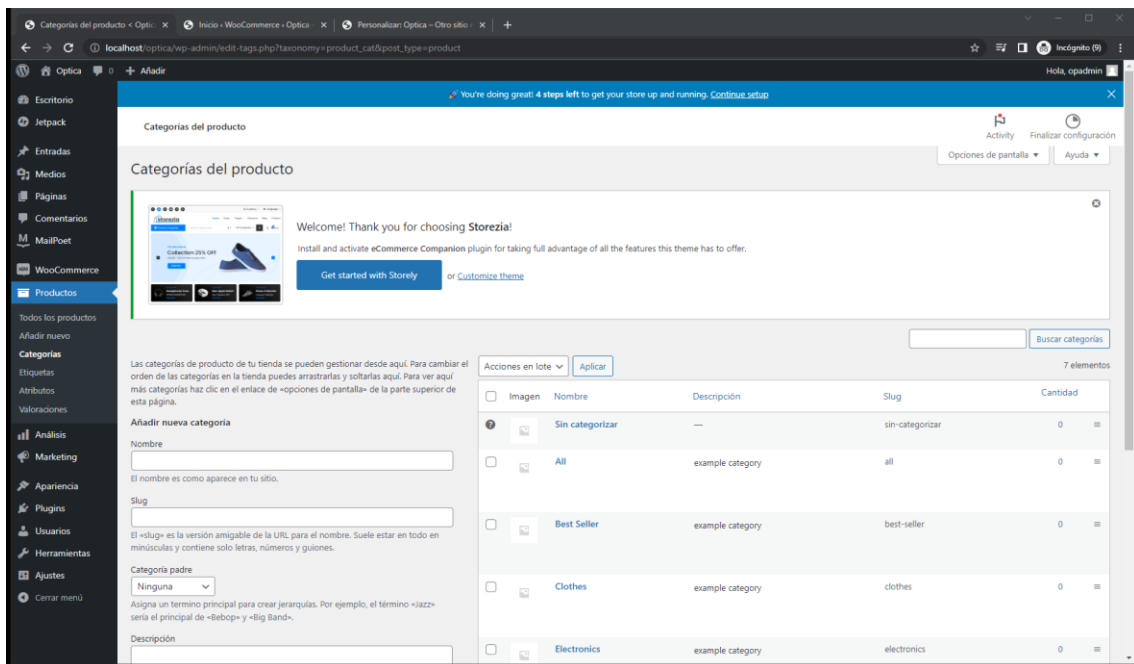 Categorías del producto < Optic
Inicio ‹ WooCommerce ‹ Optica
Personalizar: Optica – Otro sitio
localhost/optica/wp-admin/edit-tags.php?taxonomy=product_cat&post_type=product
Incógnito (9)
Optica
0
+ Añadir
Hola, opadmin
Escritorio
Jetpack
Entradas
Medios
Páginas
Comentarios
MailPoet
WooCommerce
Productos
Todos los productos
Añadir nuevo
Categorías
Etiquetas
Atributos
Valoraciones
Análisis
Marketing
Apariencia
Plugins
Usuarios
Herramientas
Ajustes
Cerrar menú
You're doing great! 4 steps left to get your store up and running. Continue setup
Categorías del producto
Activity
Finalizar configuración
Opciones de pantalla
Ayuda
Categorías del producto
Storezia
Collection 25% OFF
Welcome! Thank you for choosing Storezia!
Install and activate eCommerce Companion plugin for taking full advantage of all the features this theme has to offer.
Get started with Storely
or Customize theme
Buscar categorías
Las categorías de producto de tu tienda se pueden gestionar desde aquí. Para cambiar el
orden de las categorías en la tienda puedes arrastrarlas y soltarlas aquí. Para ver aquí
más categorías haz clic en el enlace de «opciones de pantalla» de la parte superior de
esta página.
Añadir nueva categoría
Nombre
El nombre es como aparece en tu sitio.
Slug
El «slug» es la versión amigable de la URL para el nombre. Suele estar en todo en
minúsculas y contiene solo letras, números y guiones.
Categoría padre
Ninguna
Asigna un termino principal para crear jerarquías. Por ejemplo, el término «Jazz»
sería el principal de «Bebop» y «Big Band».
Descripción
Acciones en lote
Aplicar
7 elementos
Imagen Nombre Descripción Slug Cantidad
Sin categorizar — sin-categorizar 0
All example category all 0
Best Seller example category best-seller 0
Clothes example category clothes 0
Electronics example category electronics 0